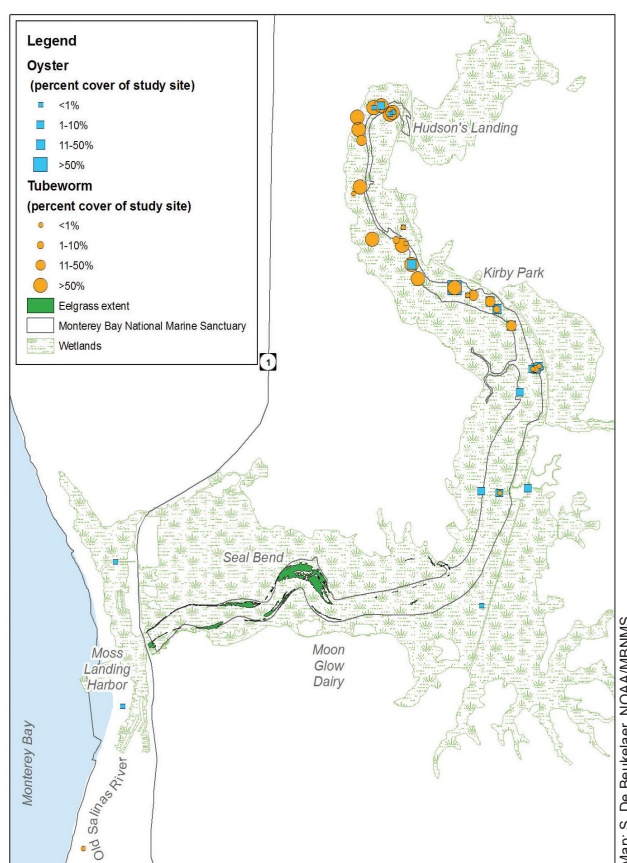 Legend
Oyster
(percent cover of study site)
<1%
1-10%
11-50%
>50%
Tubeworm
(percent cover of study site)
<1%
1-10%
11-50%
>50%
Eelgrass extent
Monterey Bay National Marine Sanctuary
Wetlands
Hudson's Landing
Kirby Park
1
Seal Bend
Moss
Landing
Harbor
Moon
Glow
Dairy
Monterey Bay
Old Salinas River
Map: S. De Beukelaer, NOAA/MBNMS